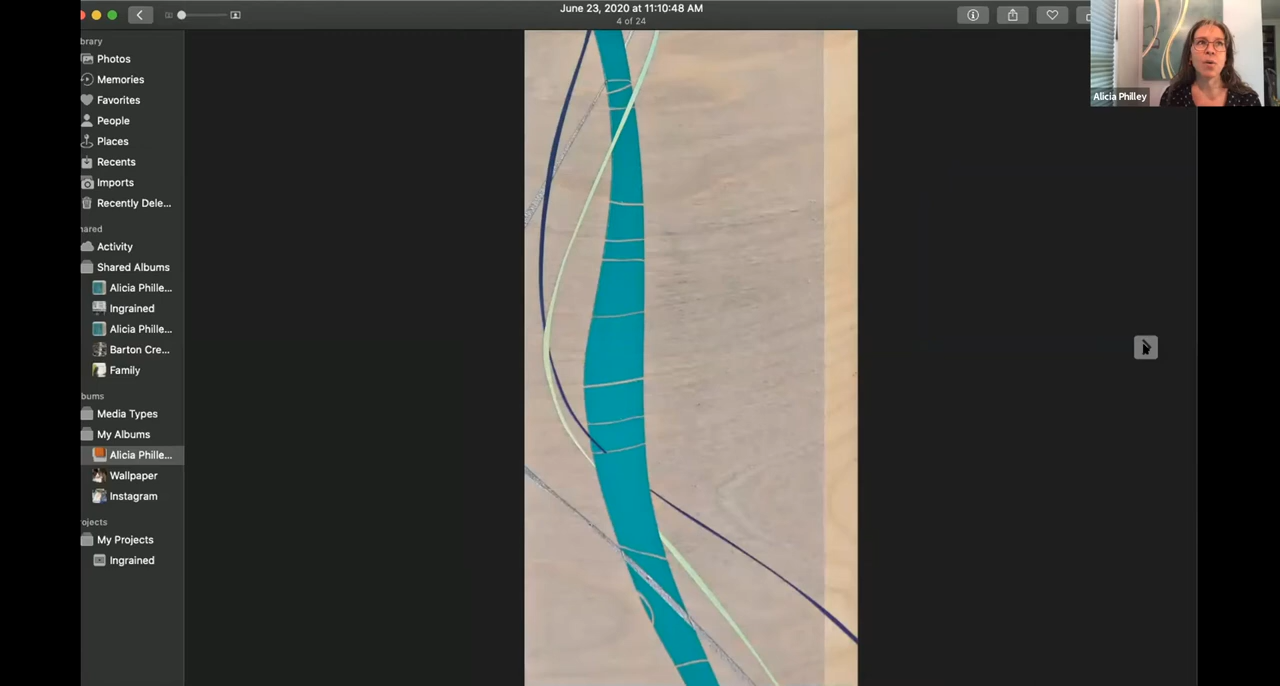 June 23, 2020 at 11:10:48 AM
4 of 24
Alicia Philley
brary
Photos
Memories
Favorites
People
Places
Recents
Imports
Recently Dele...
hared
Activity
Shared Albums
Alicia Phille...
Ingrained
Alicia Phille...
Barton Cre...
Family
bums
Media Types
My Albums
Alicia Phille...
Wallpaper
Instagram
ojects
My Projects
Ingrained